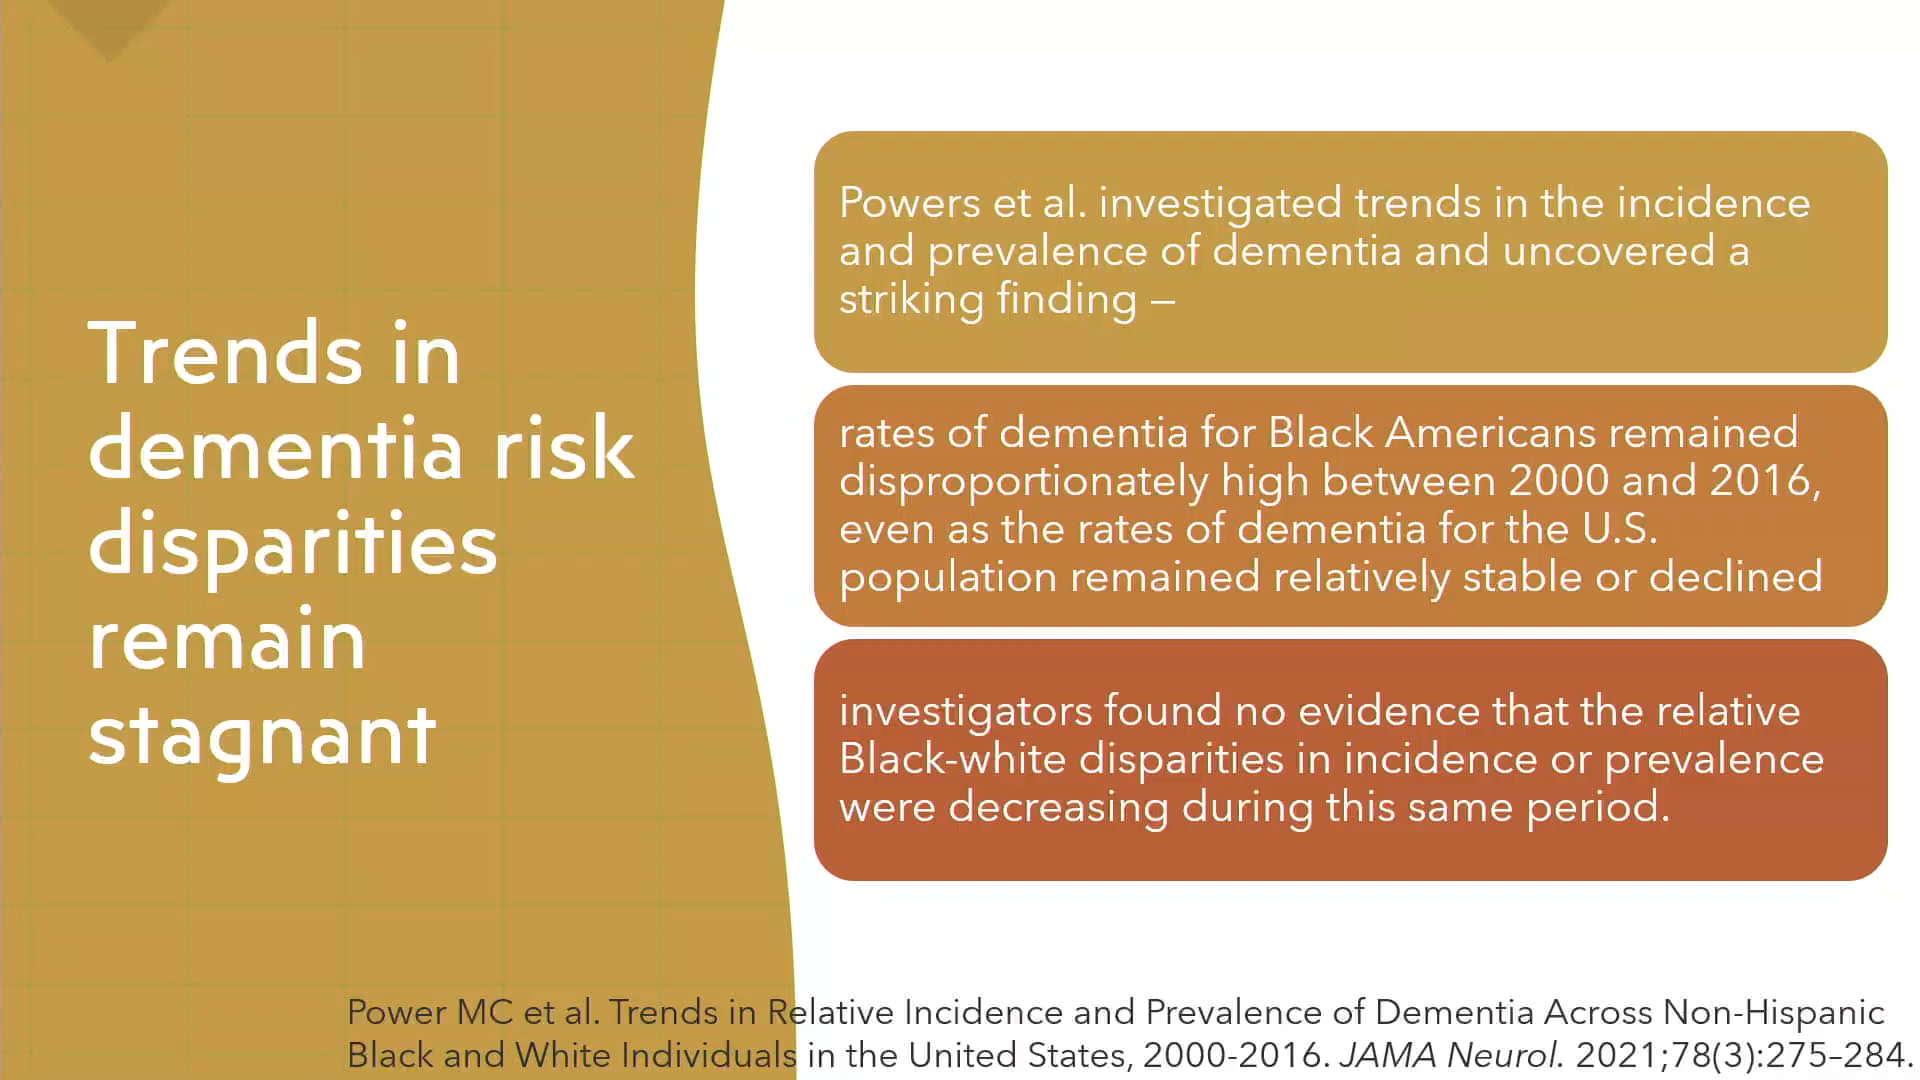 Trends in
dementia risk
disparities
remain
stagnant
Powers et al. investigated trends in the incidence
and prevalence of dementia and uncovered a
striking finding –
rates of dementia for Black Americans remained
disproportionately high between 2000 and 2016,
even as the rates of dementia for the U.S.
population remained relatively stable or declined
investigators found no evidence that the relative
Black-white disparities in incidence or prevalence
were decreasing during this same period.
Power MC et al. Trends in Relative Incidence and Prevalence of Dementia Across Non-Hispanic
Black and White Individuals in the United States, 2000-2016. JAMA Neurol. 2021;78(3):275–284.